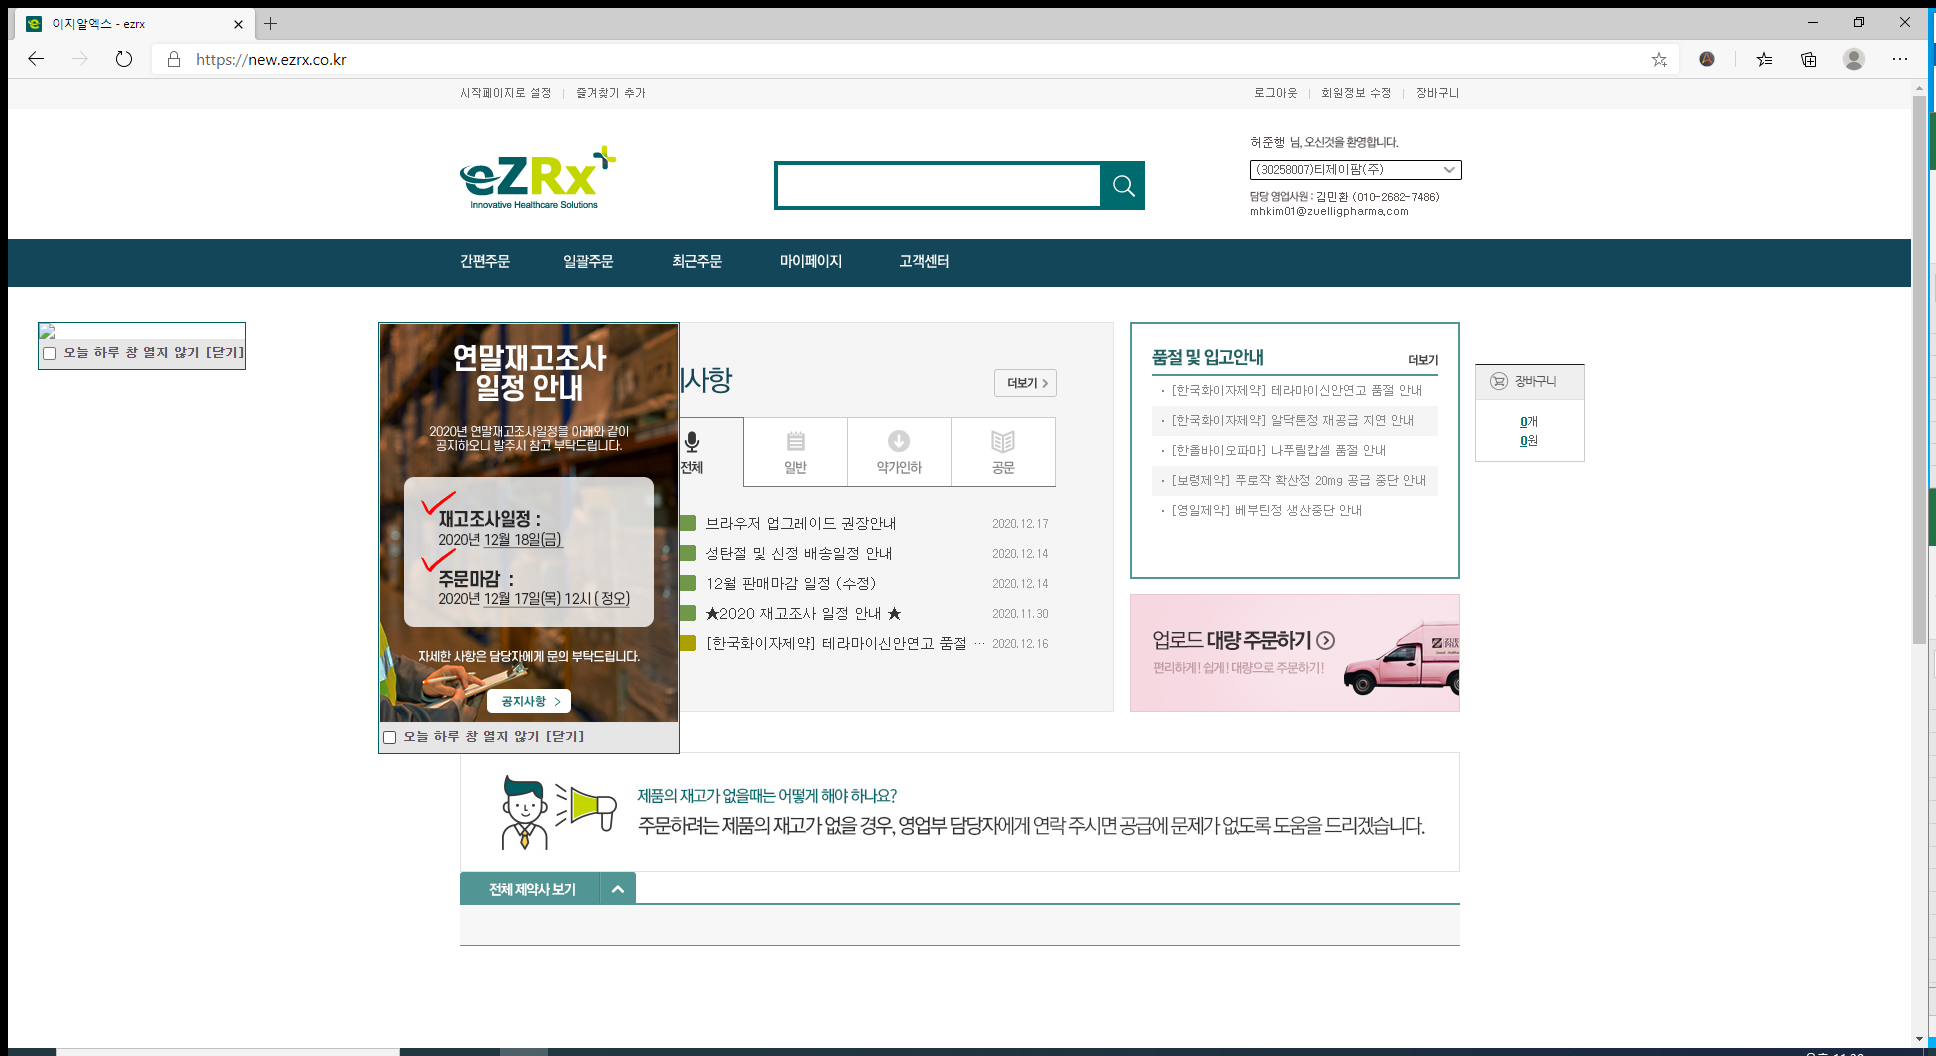 이지알엑스 - ezrx
https://new.ezrx.co.kr
시작페이지로 설정 | 즐겨찾기 추가
로그아웃 | 회원정보 수정 | 장바구니
eZRx
Innovative Healthcare Solutions
허준행 님, 오신것을 환영합니다.
(30258007)티제이팜(주)
담당 영업사원 : 김민환 (010-2682-7486)
mhkim01@zuelligpharma.com
간편주문 일괄주문 최근주문 마이페이지 고객센터
오늘 하루 창 열지 않기 [닫기]
연말재고조사
일정 안내
2020년 연말재고조사일정을 아래와 같이
공지하오니 발주시 참고 부탁드립니다.
재고조사일정 :
2020년 12월 18일(금)
주문마감 :
2020년 12월 17일(목) 12시 ( 정오)
자세한 사항은 담당자에게 문의 부탁드립니다.
공지사항 >
오늘 하루 창 열지 않기 [닫기]
사항
더보기 >
전체 일반 약가인하 공문
브라우저 업그레이드 권장안내 2020.12.17
성탄절 및 신정 배송일정 안내 2020.12.14
12월 판매마감 일정 (수정) 2020.12.14
★2020 재고조사 일정 안내 ★ 2020.11.30
[한국화이자제약] 테라마이신안연고 품절 … 2020.12.16
품절 및 입고안내 더보기
· [한국화이자제약] 테라마이신안연고 품절 안내
· [한국화이자제약] 알닥톤정 재공급 지연 안내
· [한올바이오파마] 나푸릴캅셀 품절 안내
· [보령제약] 푸로작 확산정 20mg 공급 중단 안내
· [영일제약] 베부틴정 생산중단 안내
장바구니
0개
0원
업로드 대량 주문하기
편리하게! 쉽게! 대량으로 주문하기!
제품의 재고가 없을때는 어떻게 해야 하나요?
주문하려는 제품의 재고가 없을 경우, 영업부 담당자에게 연락 주시면 공급에 문제가 없도록 도움을 드리겠습니다.
전체 제약사 보기